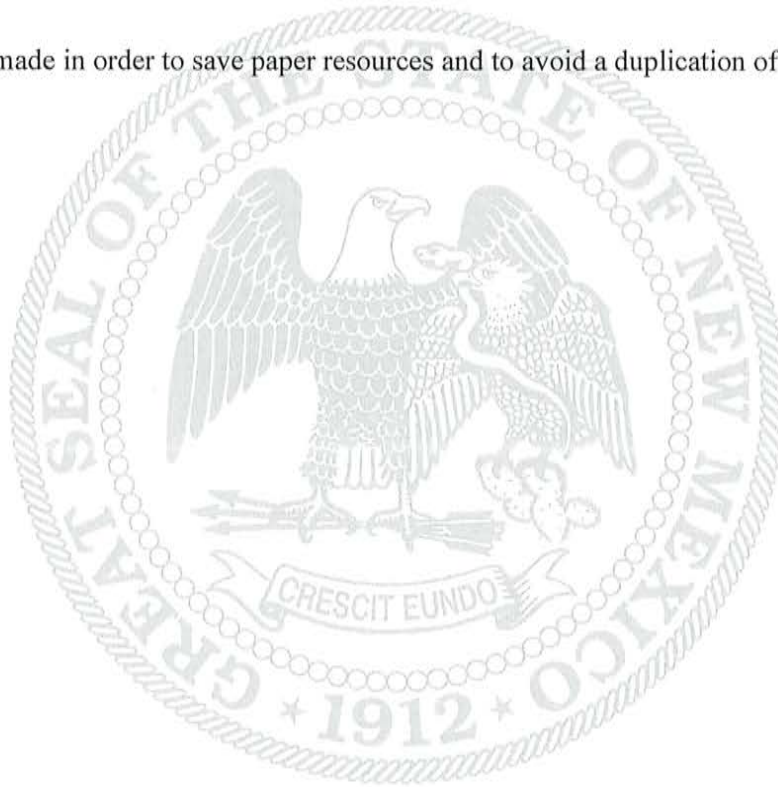 made in order to save paper resources and to avoid a duplication of
GREAT SEAL OF THE STATE OF NEW MEXICO
CRESCIT EUNDO
* 1912 *